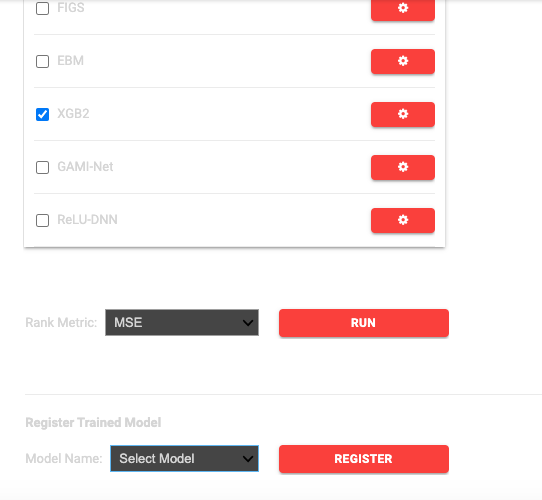 FIGS
EBM
XGB2
GAMI-Net
ReLU-DNN
Rank Metric: MSE RUN
Register Trained Model
Model Name: Select Model REGISTER